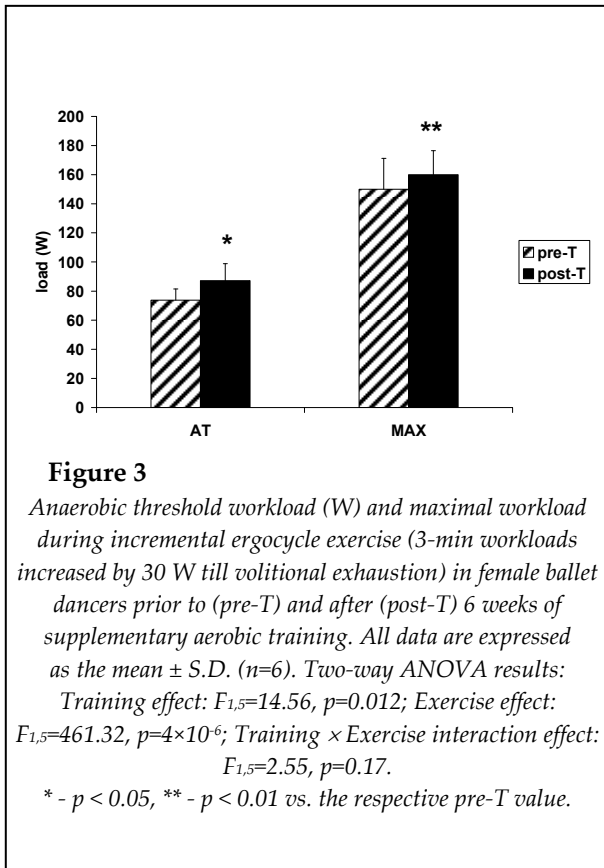 200
180
160
140
120
100
80
60
40
20
0
load (W)
*
**
pre-T
post-T
AT
MAX
Figure 3
Anaerobic threshold workload (W) and maximal workload
during incremental ergocycle exercise (3-min workloads
increased by 30 W till volitional exhaustion) in female ballet
dancers prior to (pre-T) and after (post-T) 6 weeks of
supplementary aerobic training. All data are expressed
as the mean ± S.D. (n=6). Two-way ANOVA results:
Training effect: F1,5=14.56, p=0.012; Exercise effect:
F1,5=461.32, p=4×10-6; Training × Exercise interaction effect:
F1,5=2.55, p=0.17.
* - p < 0.05, ** - p < 0.01 vs. the respective pre-T value.